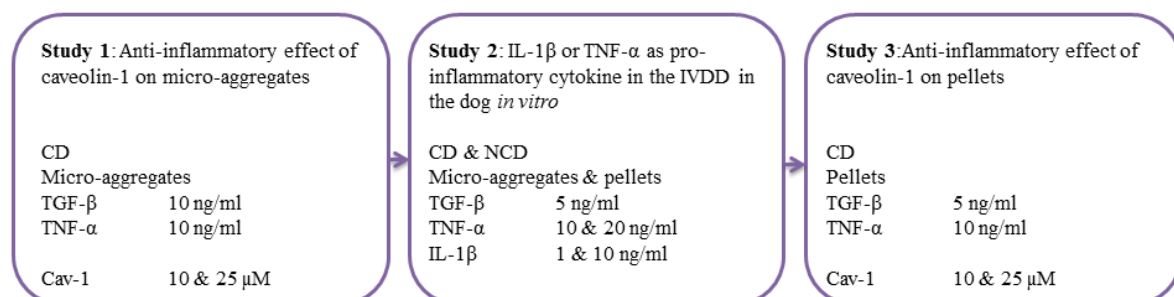 Study 1: Anti-inflammatory effect of
caveolin-1 on micro-aggregates
CD
Micro-aggregates
TGF-β 10 ng/ml
TNF-α 10 ng/ml
Cav-1 10 & 25 μM
Study 2: IL-1β or TNF-α as pro-
inflammatory cytokine in the IVDD in
the dog in vitro
CD & NCD
Micro-aggregates & pellets
TGF-β 5 ng/ml
TNF-α 10 & 20 ng/ml
IL-1β 1 & 10 ng/ml
Study 3:Anti-inflammatory effect of
caveolin-1 on pellets
CD
Pellets
TGF-β 5 ng/ml
TNF-α 10 ng/ml
Cav-1 10 & 25 μM